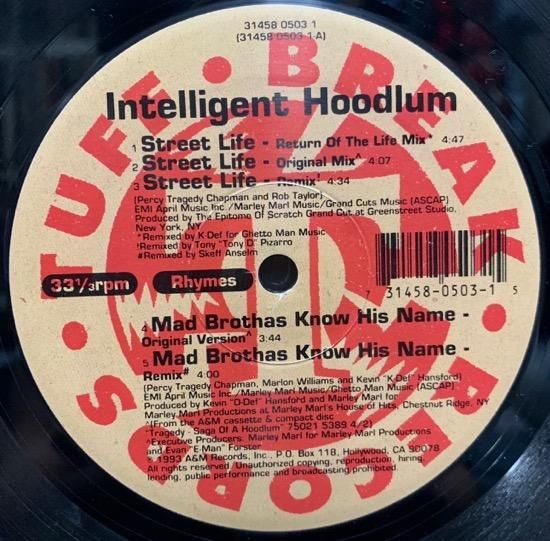 31458 0503 1
(31458 0503 1-A)
TUFF • BREAK • RECORDS •
Intelligent Hoodlum
1 Street Life - Return Of The Life Mix* 4:47
2 Street Life - Original Mix^ 4:07
3 Street Life - Remix! 4:34
(Percy Tragedy Chapman and Rob Taylor)
EMI April Music Inc./Marley Marl Music/Grand Cuts Music (ASCAP)
Produced by The Epitome Of Scratch Grand Cut at Greenstreet Studio,
New York, NY
*Remixed by K-Def for Ghetto Man Music
!Remixed by Tony "Tony D" Pizarro
#Remixed by Skeff Anselm
33 1/3rpm Rhymes
7 31458-0503-1 5
4 Mad Brothas Know His Name -
Original Version^ 3:44
5 Mad Brothas Know His Name -
Remix# 4:00
(Percy Tragedy Chapman, Marlon Williams and Kevin "K-Def" Hansford)
EMI April Music Inc./Marley Marl Music/Ghetto Man Music (ASCAP)
Produced by Kevin "D-Def" Hansford and Marley Marl for
Marley Marl Productions at Marley Marl's House of Hits, Chestnut Ridge, NY
^(From the A&M cassette & compact disc
"Tragedy - Saga Of A Hoodlum" 75021 5389 4/2)
^Executive Producers: Marley Marl for Marley Marl Productions
and Evan "E-Man" Forster
℗ 1993 A&M Records, Inc., P.O. Box 118, Hollywood, CA 90078
All rights reserved. Unauthorized copying, reproduction, hiring,
lending, public performance and broadcasting prohibited.